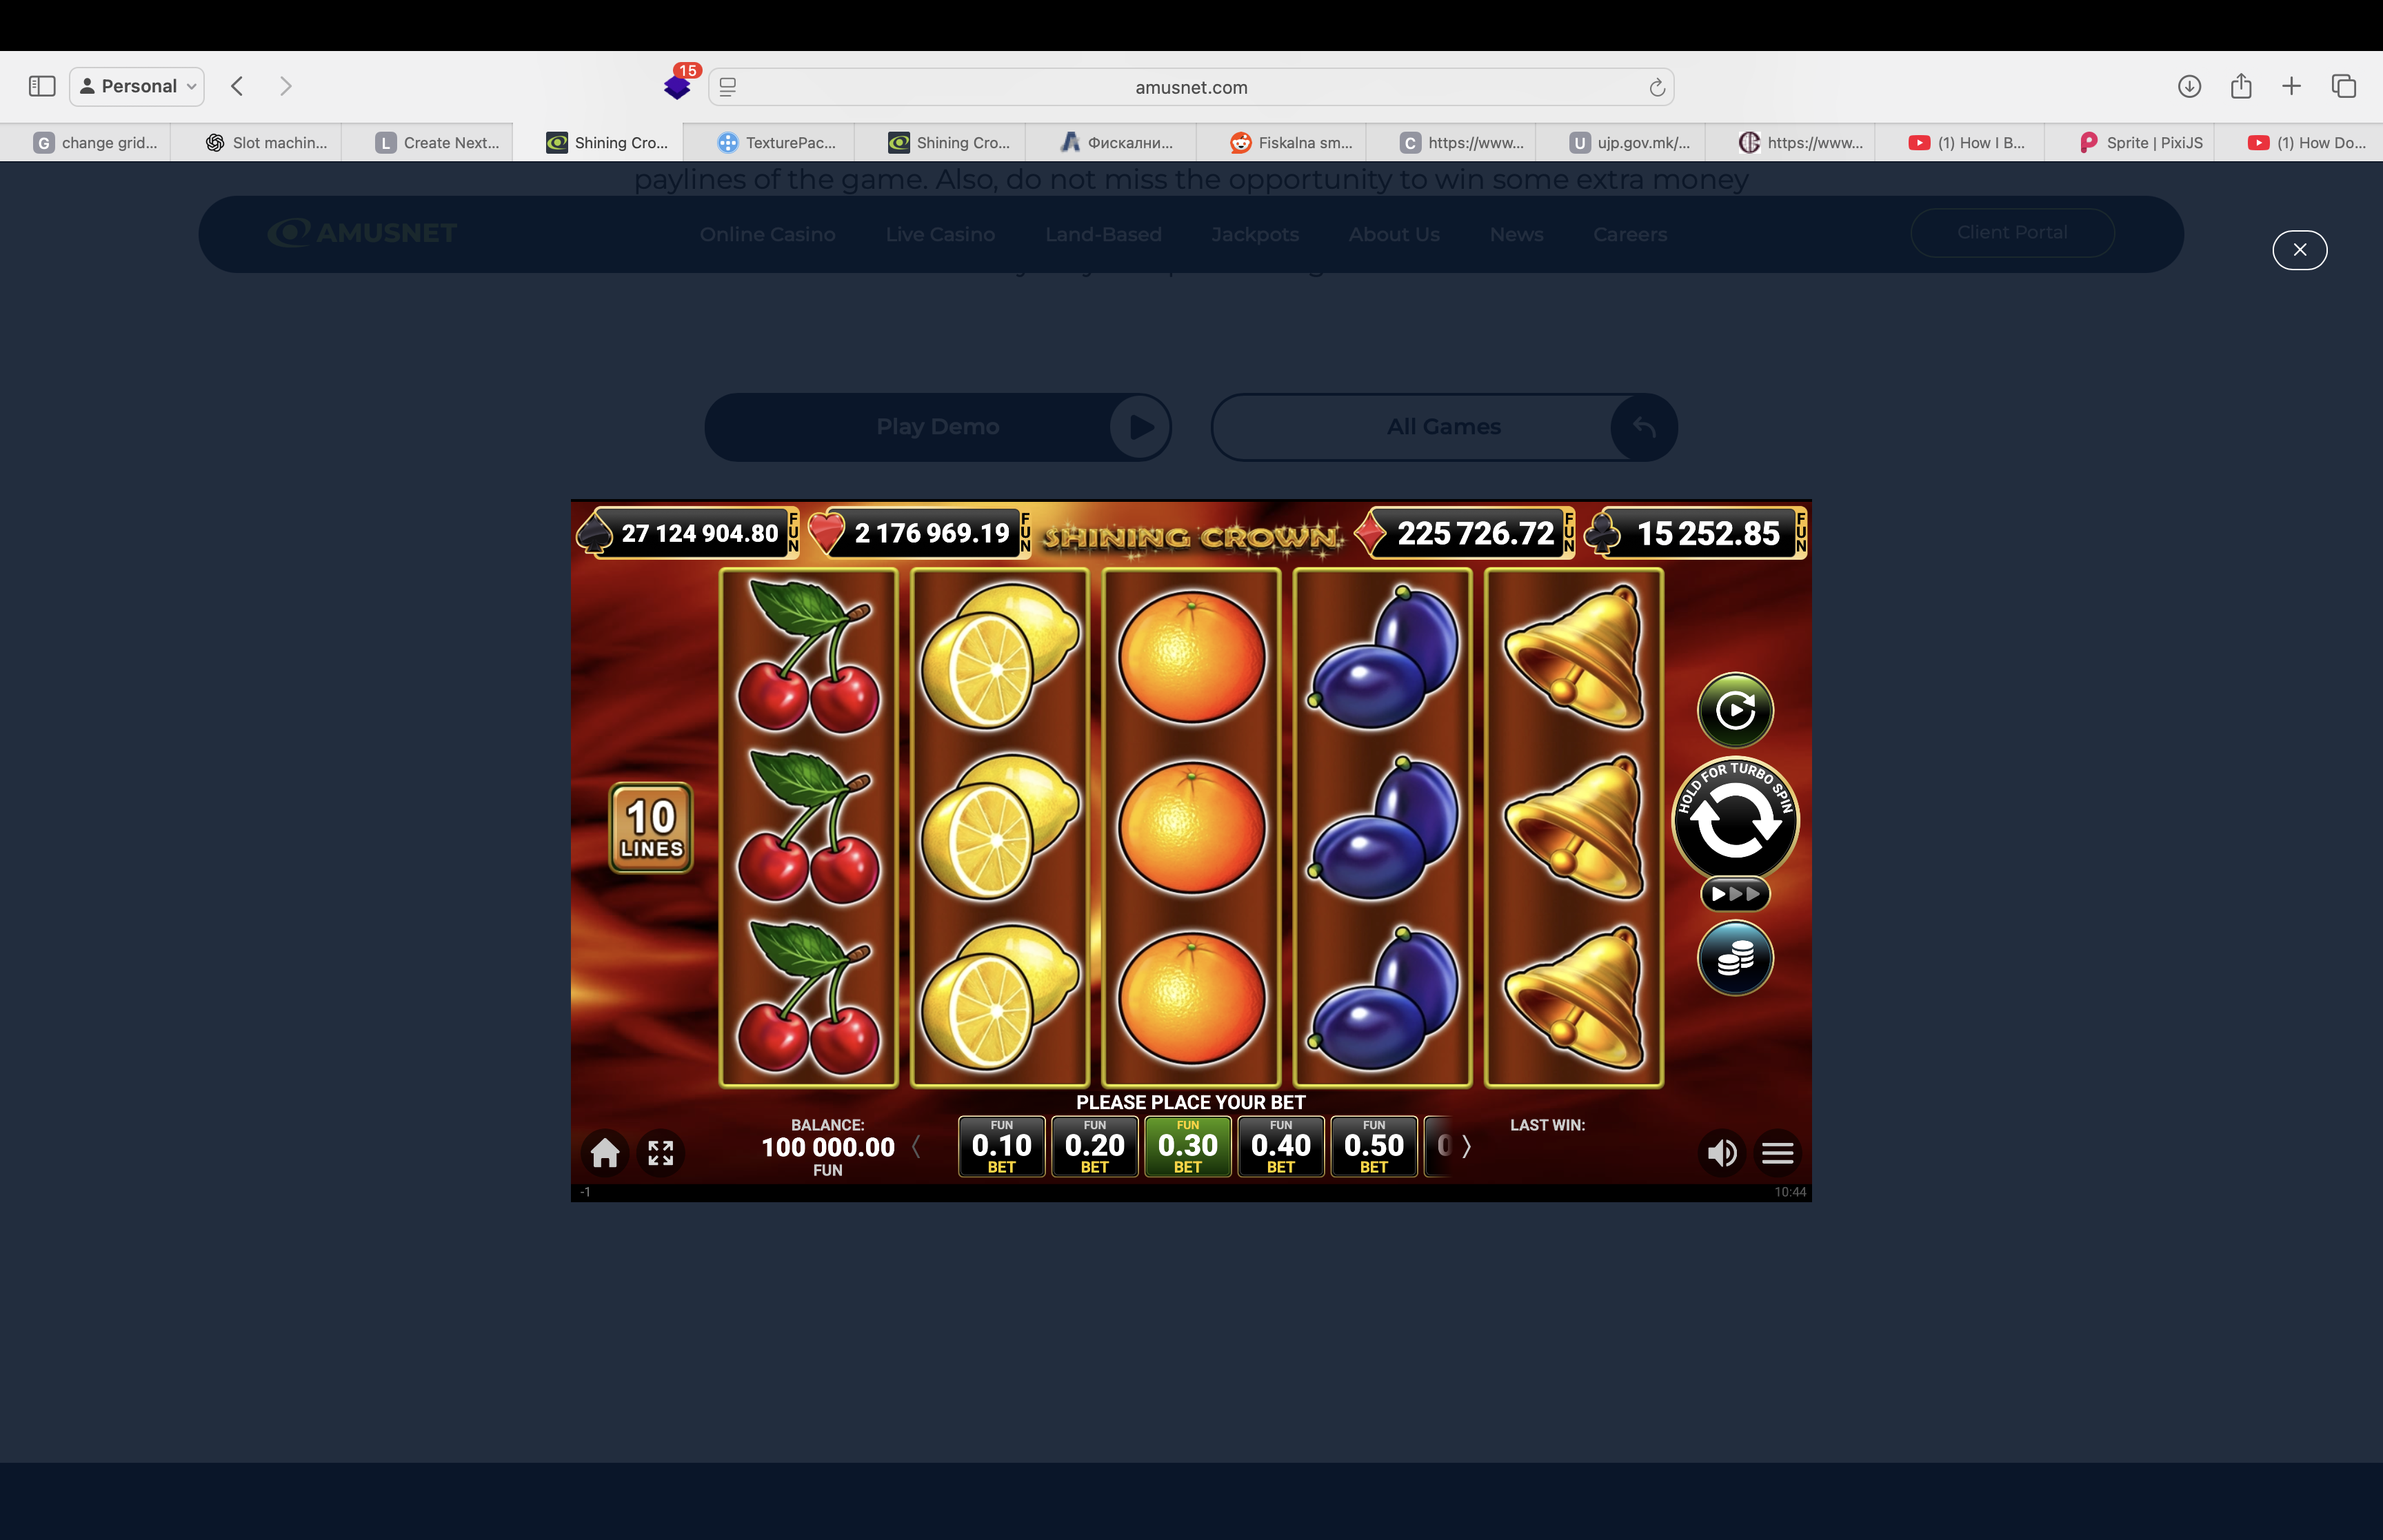 Personal
15
amusnet.com
change grid...
Slot machin...
Create Next...
Shining Cro...
TexturePac...
Shining Cro...
Фискални...
Fiskalna sm...
https://www...
ujp.gov.mk/...
https://www...
(1) How I B...
Sprite | PixiJS
(1) How Do...
paylines of the game. Also, do not miss the opportunity to win some extra money
AMUSNET
Online Casino
Live Casino
Land-Based
Jackpots
About Us
News
Careers
Client Portal
Play Demo
All Games
27 124 904.80 FUN
2 176 969.19 FUN
SHINING CROWN
225 726.72 FUN
15 252.85 FUN
10
LINES
HOLD FOR TURBO SPIN
PLEASE PLACE YOUR BET
BALANCE:
100 000.00
FUN
FUN
0.10
BET
FUN
0.20
BET
FUN
0.30
BET
FUN
0.40
BET
FUN
0.50
BET
LAST WIN:
-1
10:44